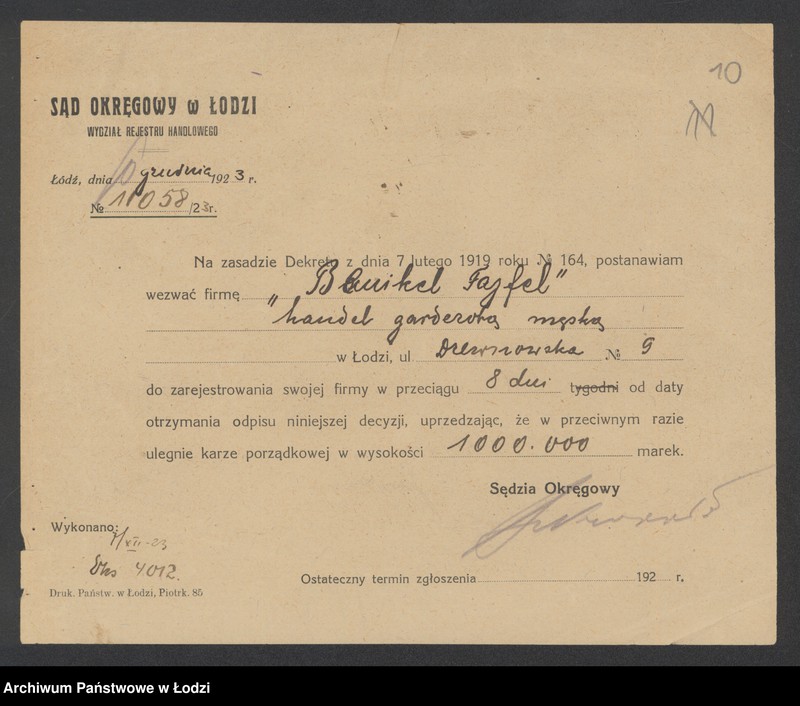 10
SĄD OKRĘGOWY w ŁODZI
WYDZIAŁ REJESTRU HANDLOWEGO
Łódź, dnia grudnia 1923 r.
№ 11058/23r.
Na zasadzie Dekretu z dnia 7 lutego 1919 roku № 164, postanawiam
wezwać firmę Fajfel"
"handel garderobą męską
w Łodzi, ul Drewnowska № 9
do zarejestrowania swojej firmy w przeciągu 8 dni tygodni od daty
otrzymania odpisu niniejszej decyzji, uprzedzając, że w przeciwnym razie
ulegnie karze porządkowej w wysokości 1000.000 marek.
Sędzia Okręgowy
Wykonano:
/XII-23
4012.
Ostateczny termin zgłoszenia 192 r.
Druk. Państw. w Łodzi, Piotrk. 85
Archiwum Państwowe w Łodzi